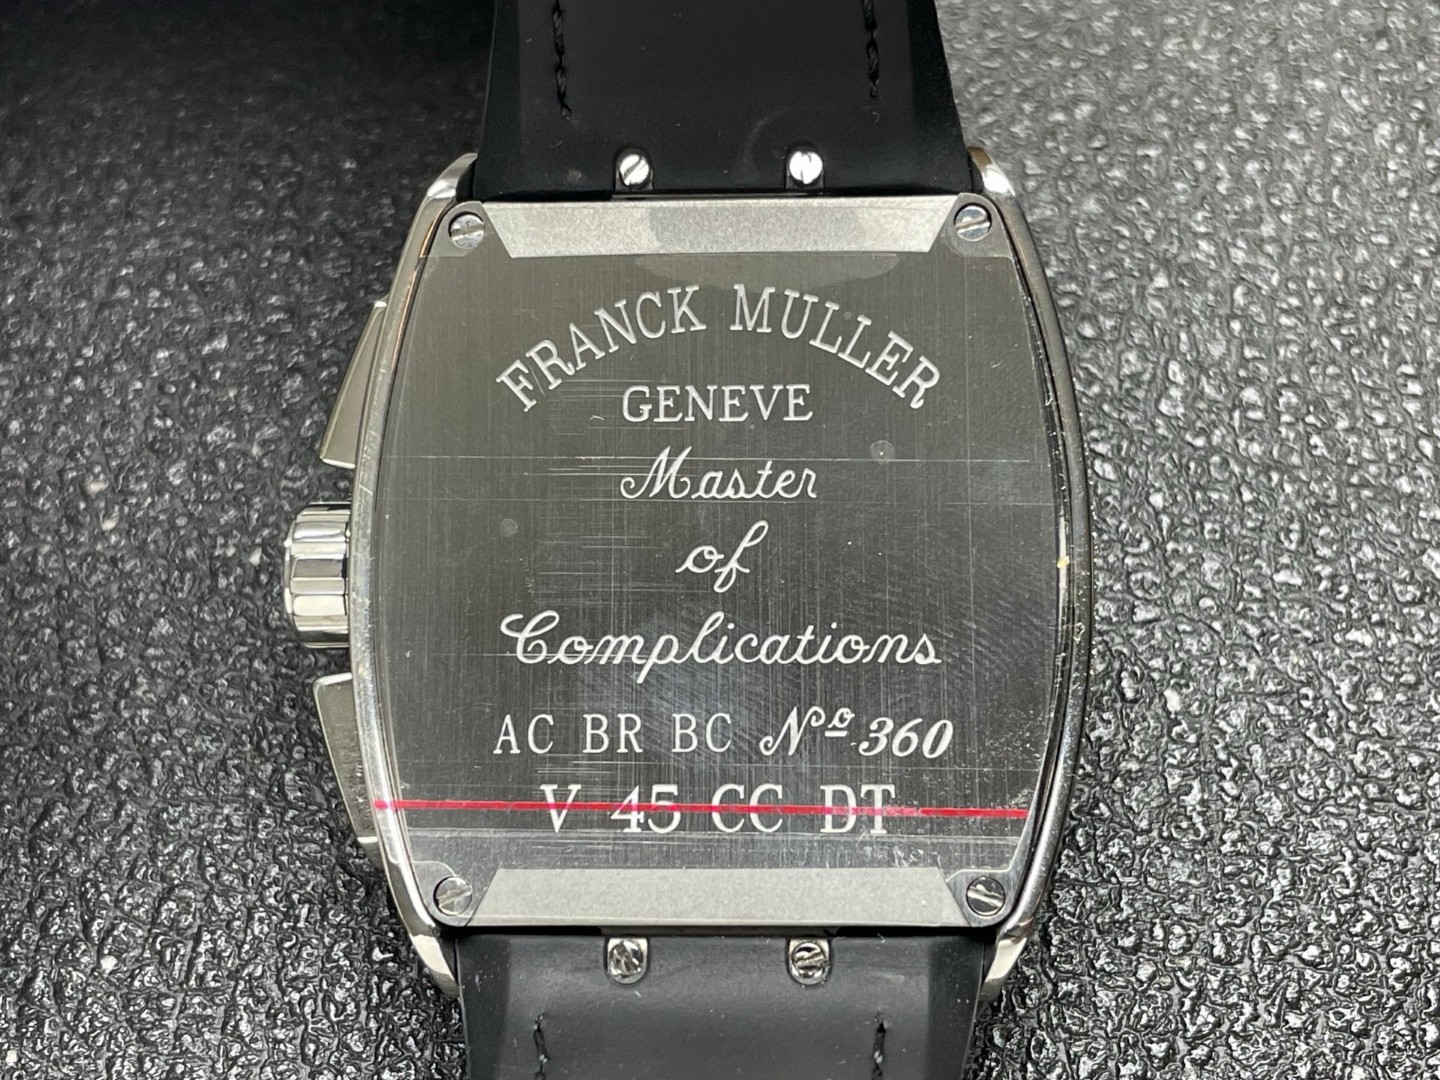 FRANCK MULLER
GENEVE
Master
of
Complications
AC BR BC Nº 360
V 45 CC DT